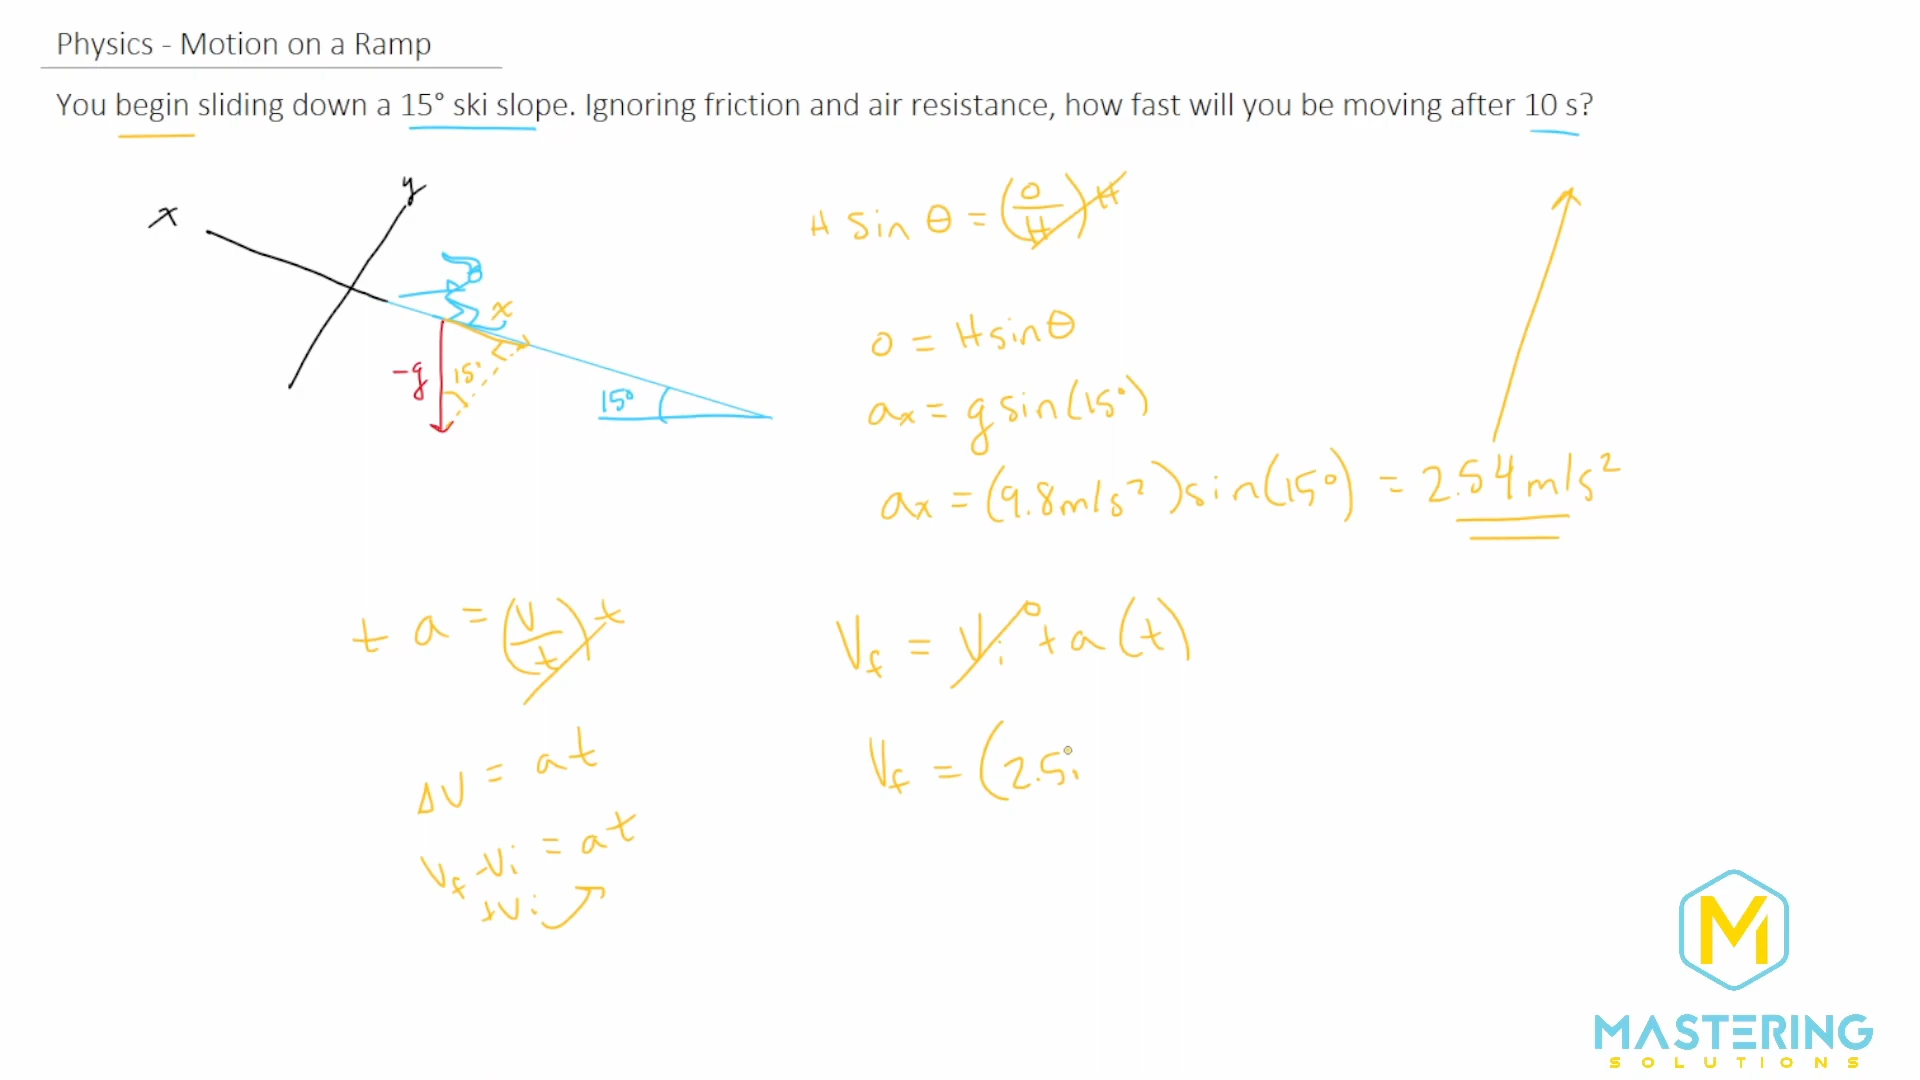 Physics - Motion on a Ramp
You begin sliding down a 15° ski slope. Ignoring friction and air resistance, how fast will you be moving after 10 s?
x
y
x
-g
15°
15°
H sin θ = (O/H) H
O = H sin θ
ax = g sin(15°)
ax = (9.8 m/s²) sin(15°) = 2.54 m/s²
t a = (V/t) t
ΔV = at
Vf - Vi = at
+Vi
Vf = Vi 0 + a(t)
Vf = (2.5
M
MASTERING
SOLUTIONS